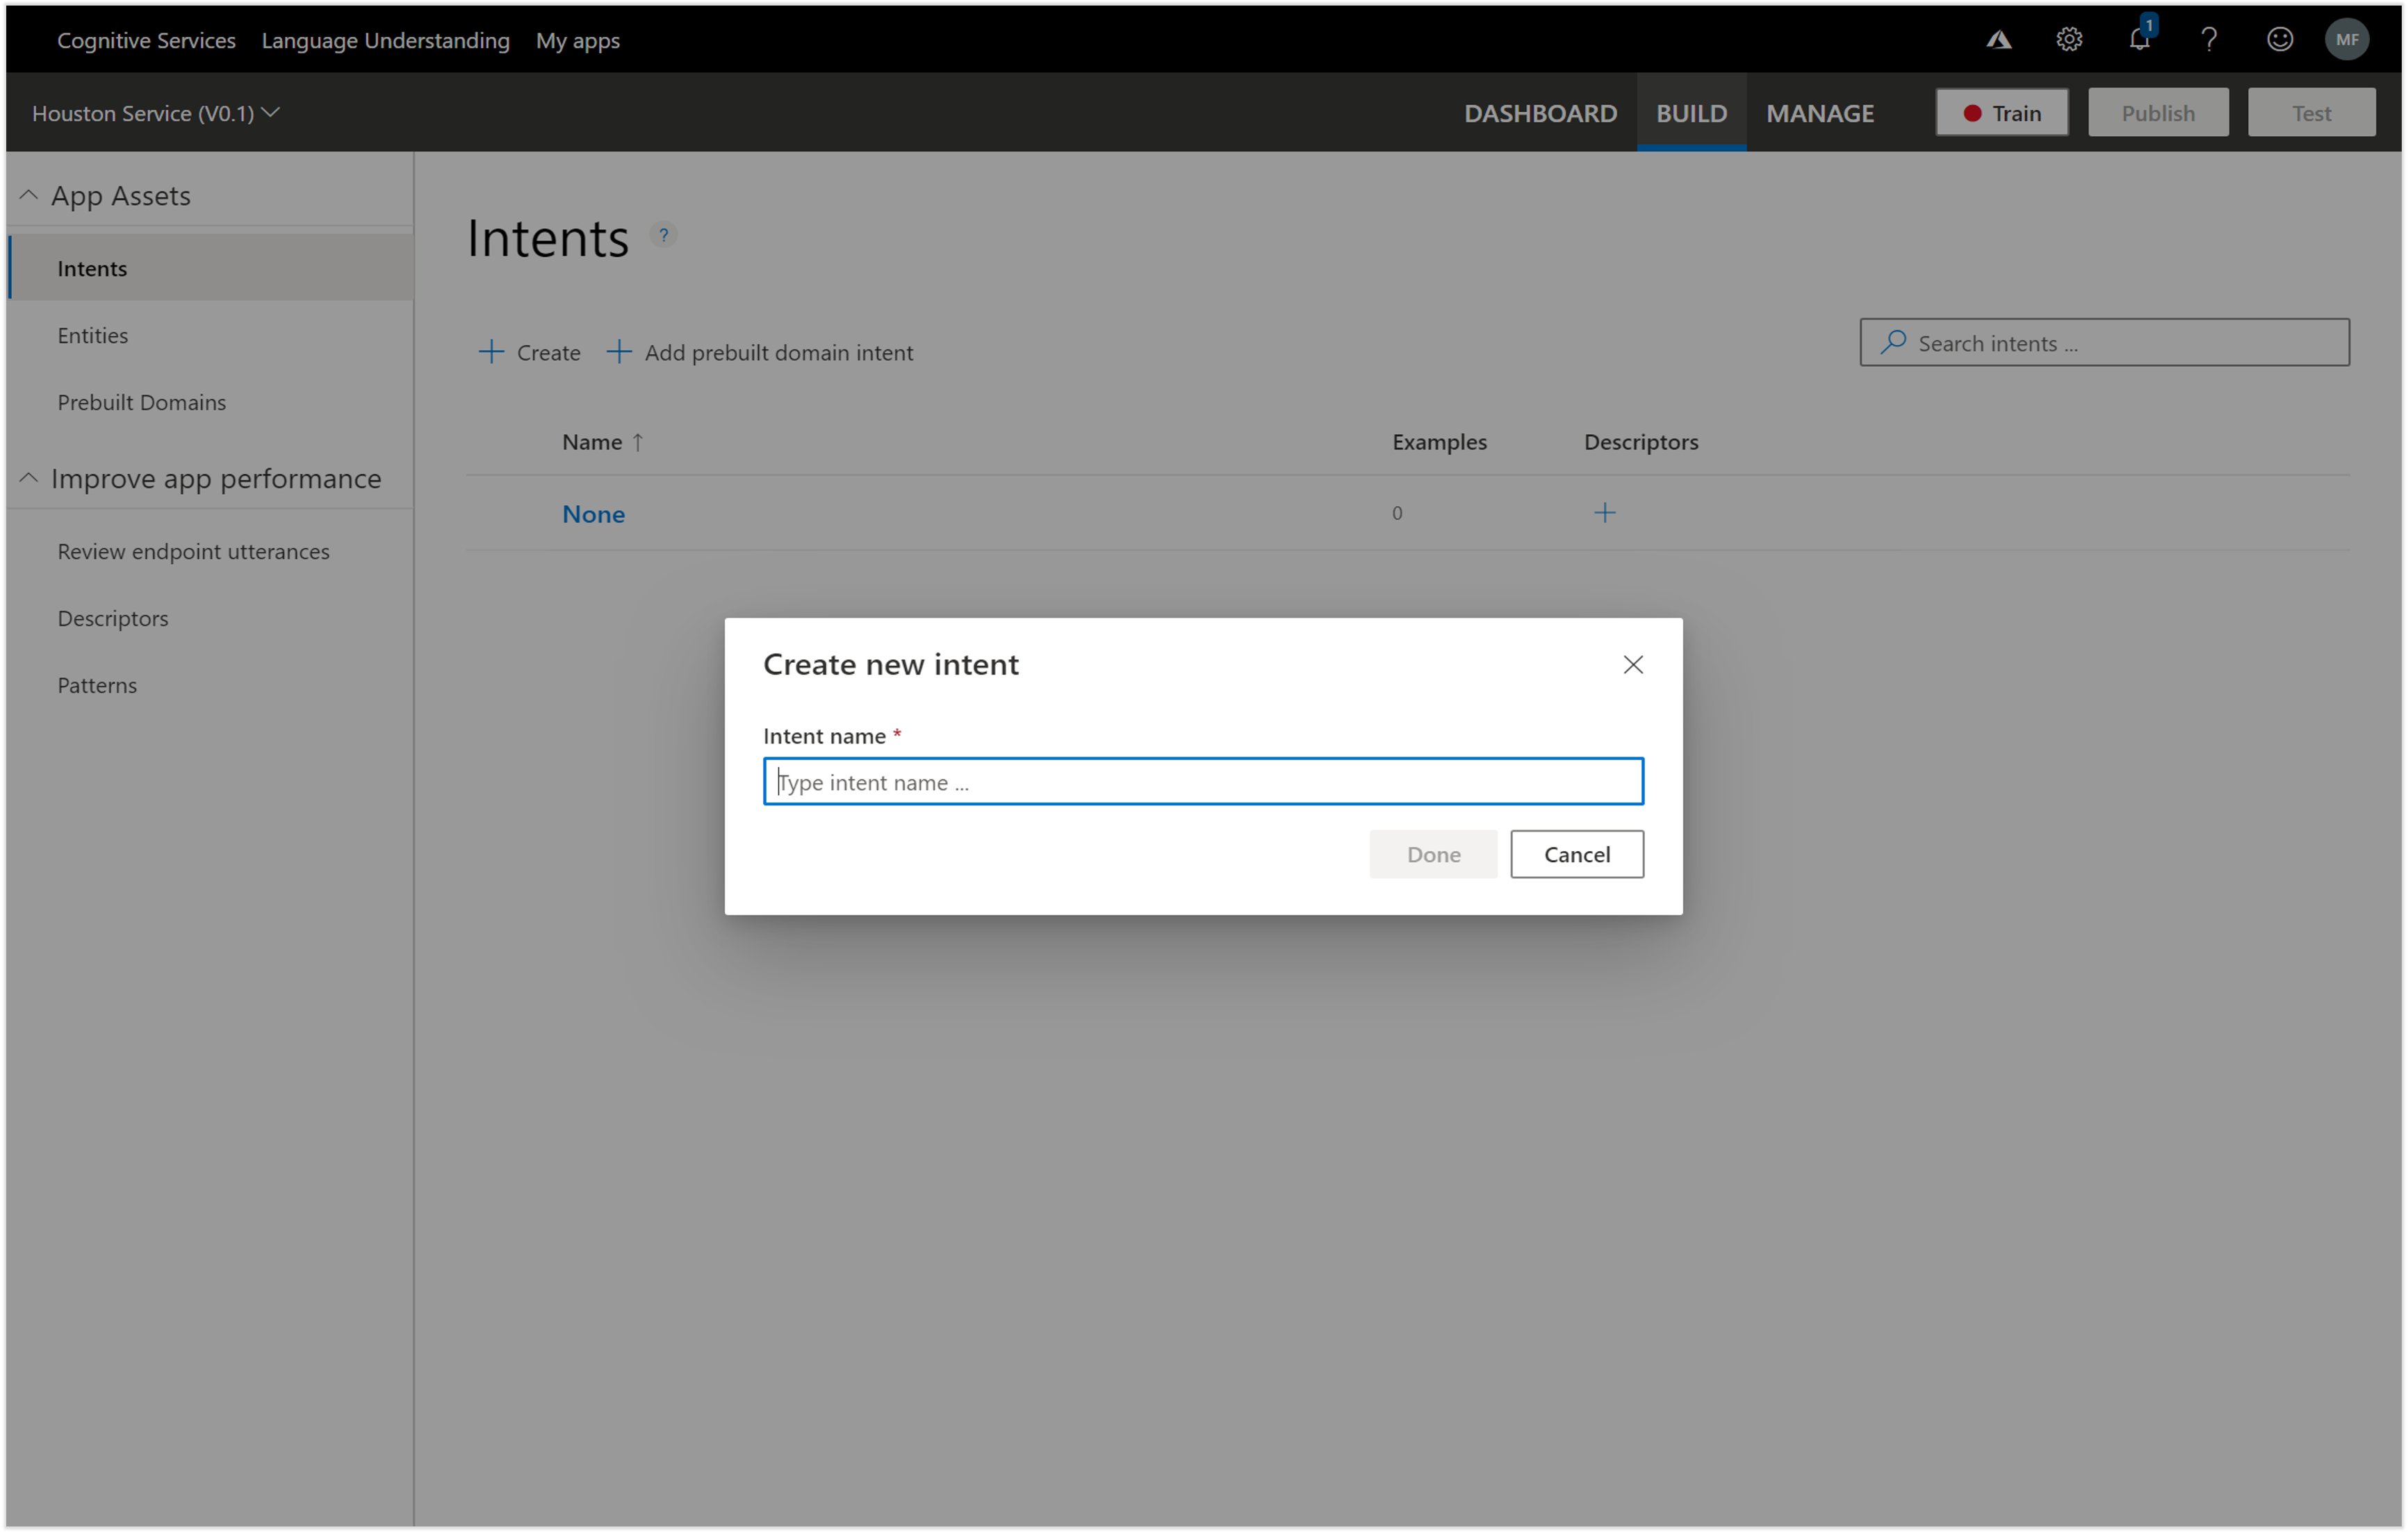 Cognitive Services Language Understanding My apps 1 MF
Houston Service (V0.1) DASHBOARD BUILD MANAGE Train Publish Test
App Assets
Intents
Entities
Prebuilt Domains
Improve app performance
Review endpoint utterances
Descriptors
Patterns
Intents ?
Create Add prebuilt domain intent Search intents ...
Name ↑ Examples Descriptors
None 0
Create new intent
Intent name *
Type intent name ...
Done Cancel